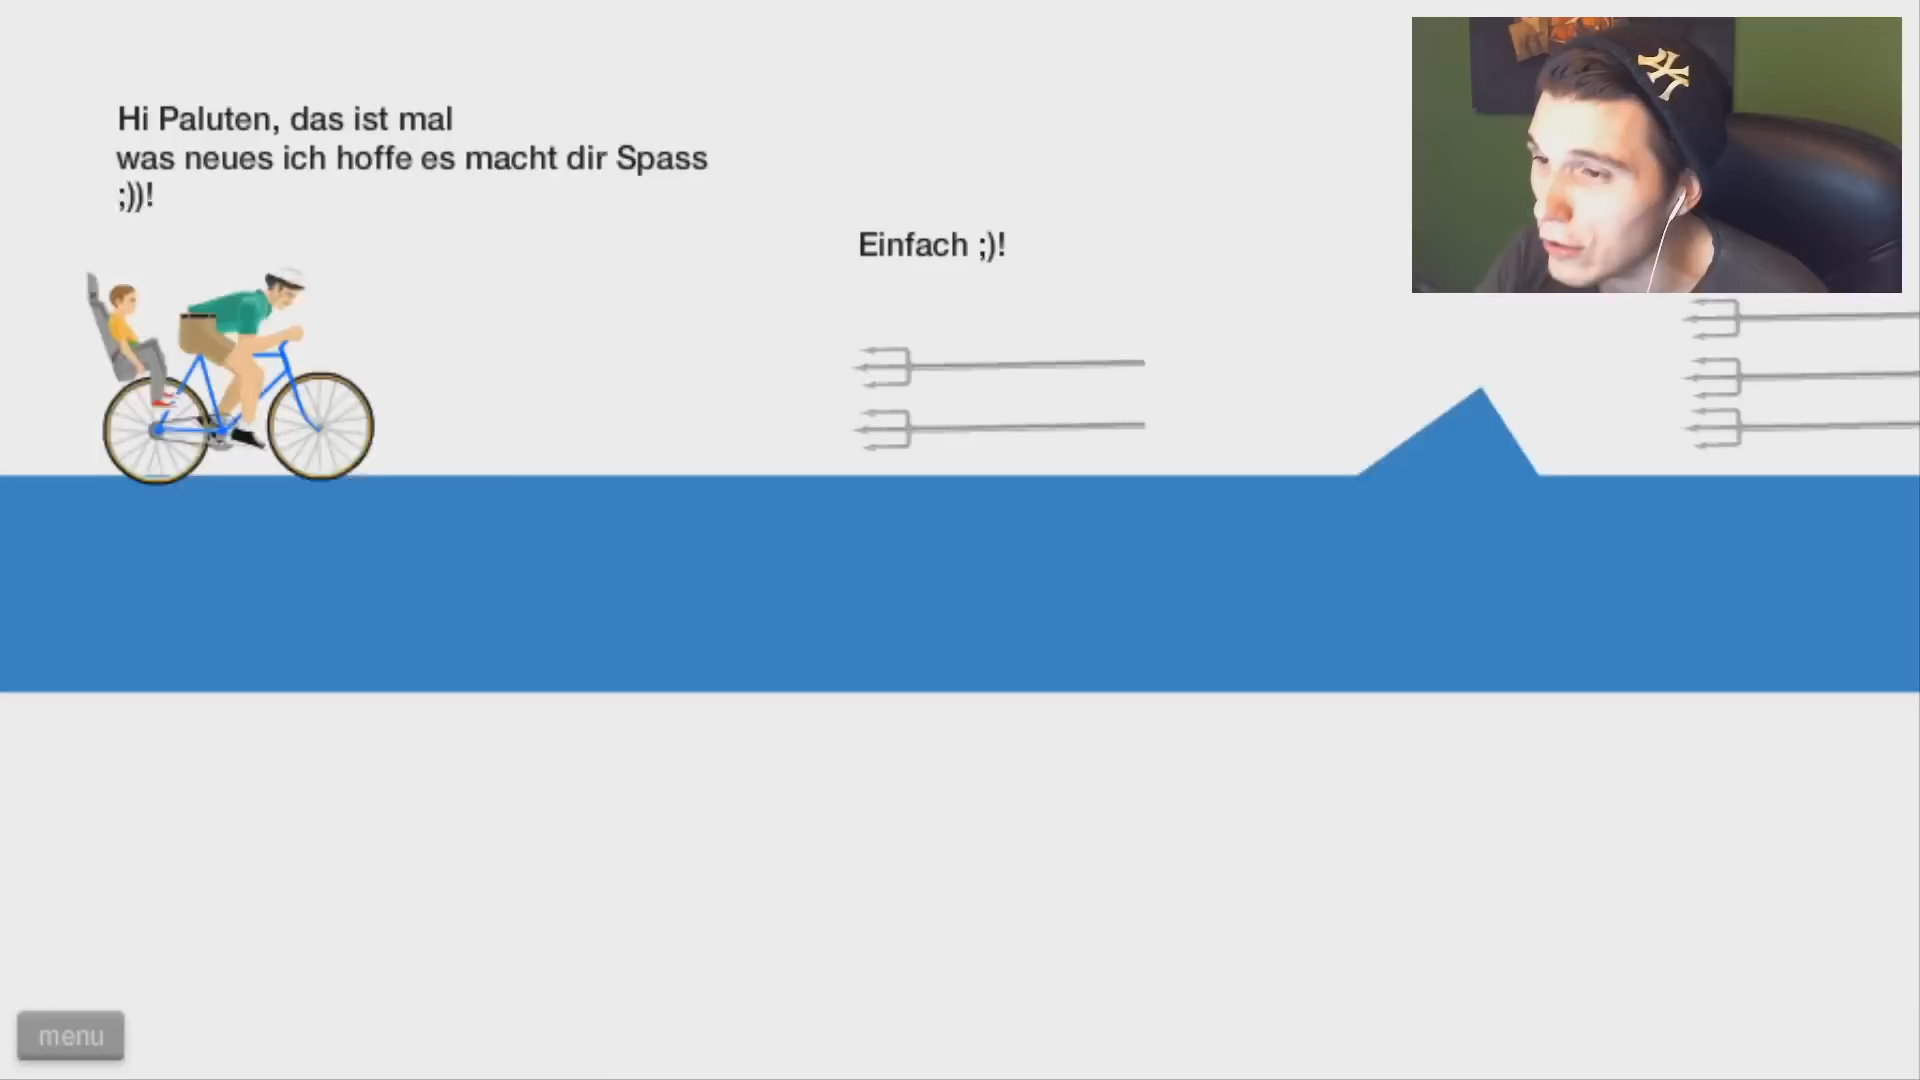 Hi Paluten, das ist mal
was neues ich hoffe es macht dir Spass
;))!
Einfach ;)!
menu